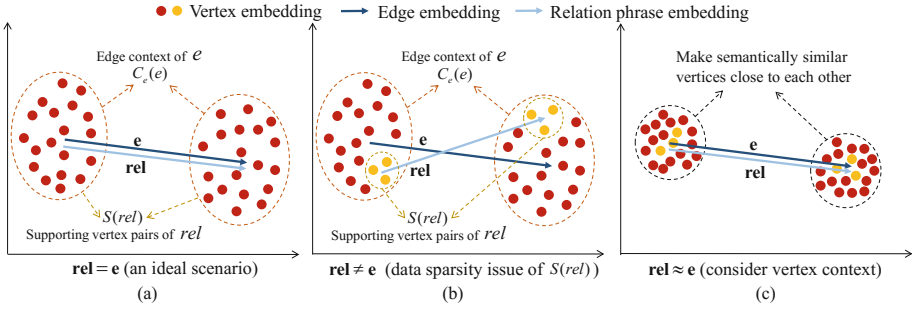 Vertex embedding Edge embedding Relation phrase embedding
(a)
Edge context of e
C_e(e)
e
rel
S(rel)
Supporting vertex pairs of rel
rel = e (an ideal scenario)
(b)
Edge context of e
C_e(e)
e
rel
S(rel)
Supporting vertex pairs of rel
rel ≠ e (data sparsity issue of S(rel))
(c)
Make semantically similar
vertices close to each other
e
rel
rel ≈ e (consider vertex context)